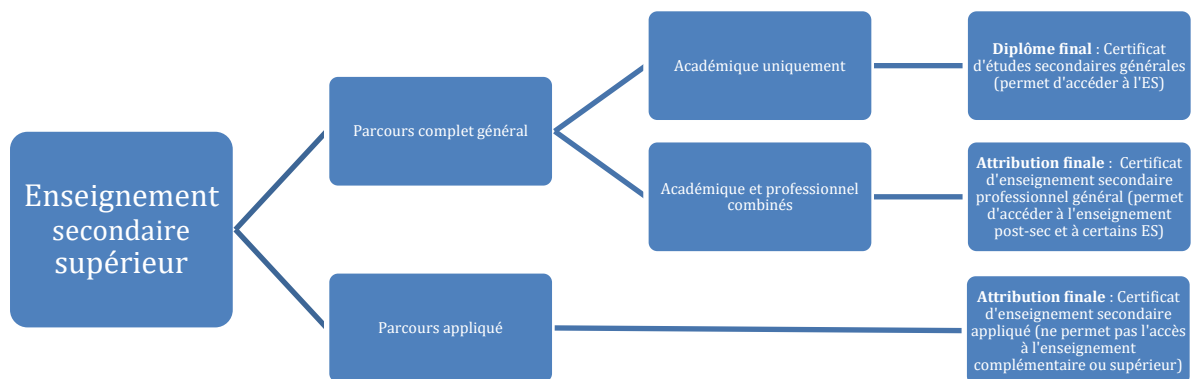 Enseignement
secondaire
supérieur
Parcours complet général
Académique uniquement
Diplôme final : Certificat
d'études secondaires générales
(permet d'accéder à l'ES)
Académique et professionnel
combinés
Attribution finale : Certificat
d'enseignement secondaire
professionnel général (permet
d'accéder à l'enseignement
post-sec et à certains ES)
Parcours appliqué
Attribution finale : Certificat
d'enseignement secondaire
appliqué (ne permet pas l'accès
à l'enseignement
complémentaire ou supérieur)